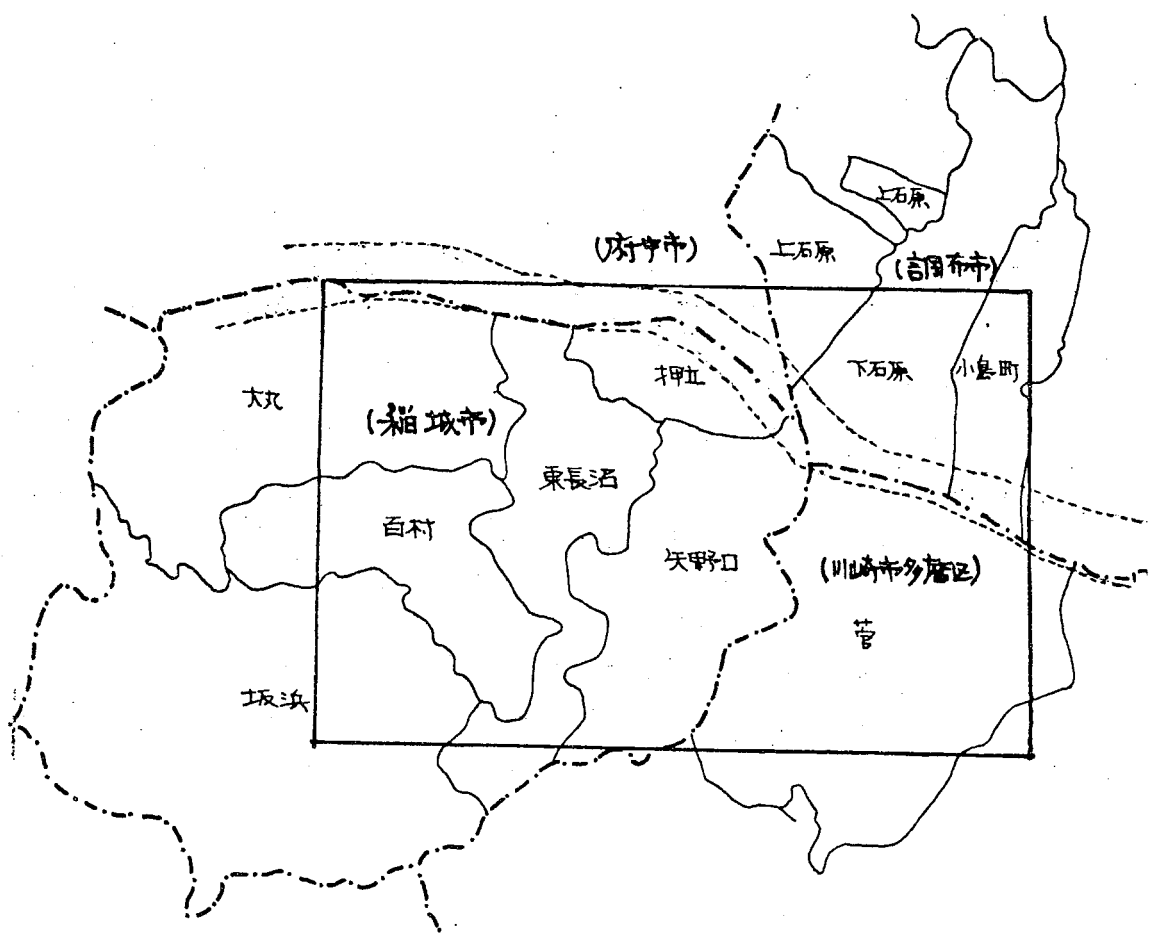 上石原
(府中市)
上石原
(調布市)
下石原
小島町
押立
大丸
(稲城市)
東長沼
百村
矢野口
(川崎市多摩区)
菅
坂浜